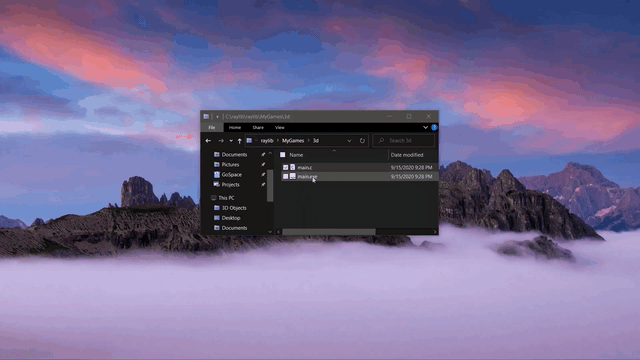 C:\raylib\raylib\MyGames\3d
File Home Share View
raylib MyGames 3d Search 3d
Name Date modified
Documents
Pictures
GoSpace
Projects
This PC
3D Objects
Desktop
Documents
main.c 9/15/2020 9:28 PM
main.exe 9/15/2020 9:28 PM